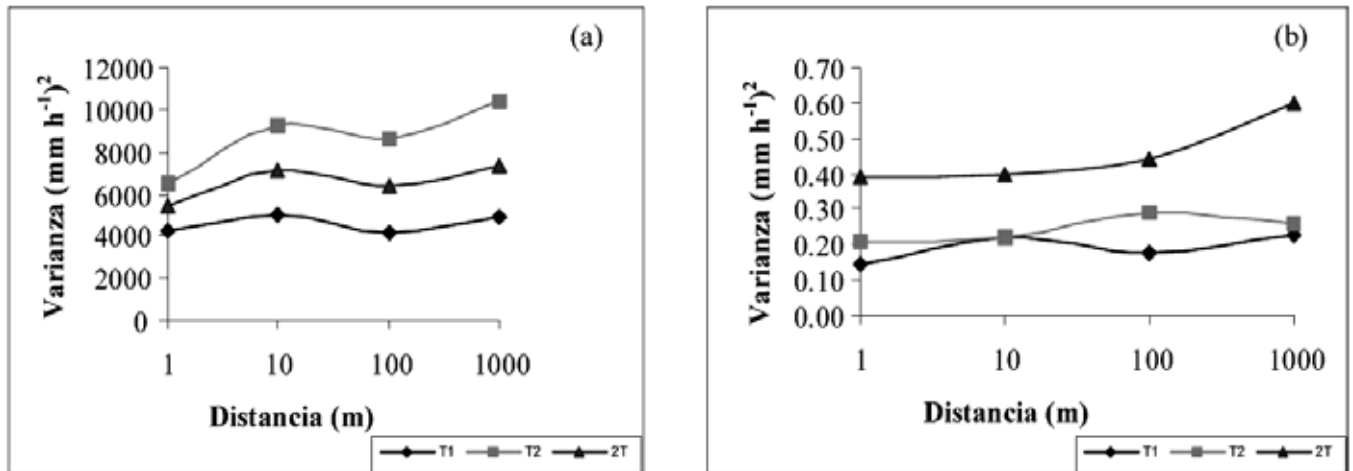 (a)
Varianza (mm h⁻¹)²
12000
10000
8000
6000
4000
2000
0
1 10 100 1000
Distancia (m)
T1 T2 2T
(b)
Varianza (mm h⁻¹)²
0.70
0.60
0.50
0.40
0.30
0.20
0.10
0.00
1 10 100 1000
Distancia (m)
T1 T2 2T